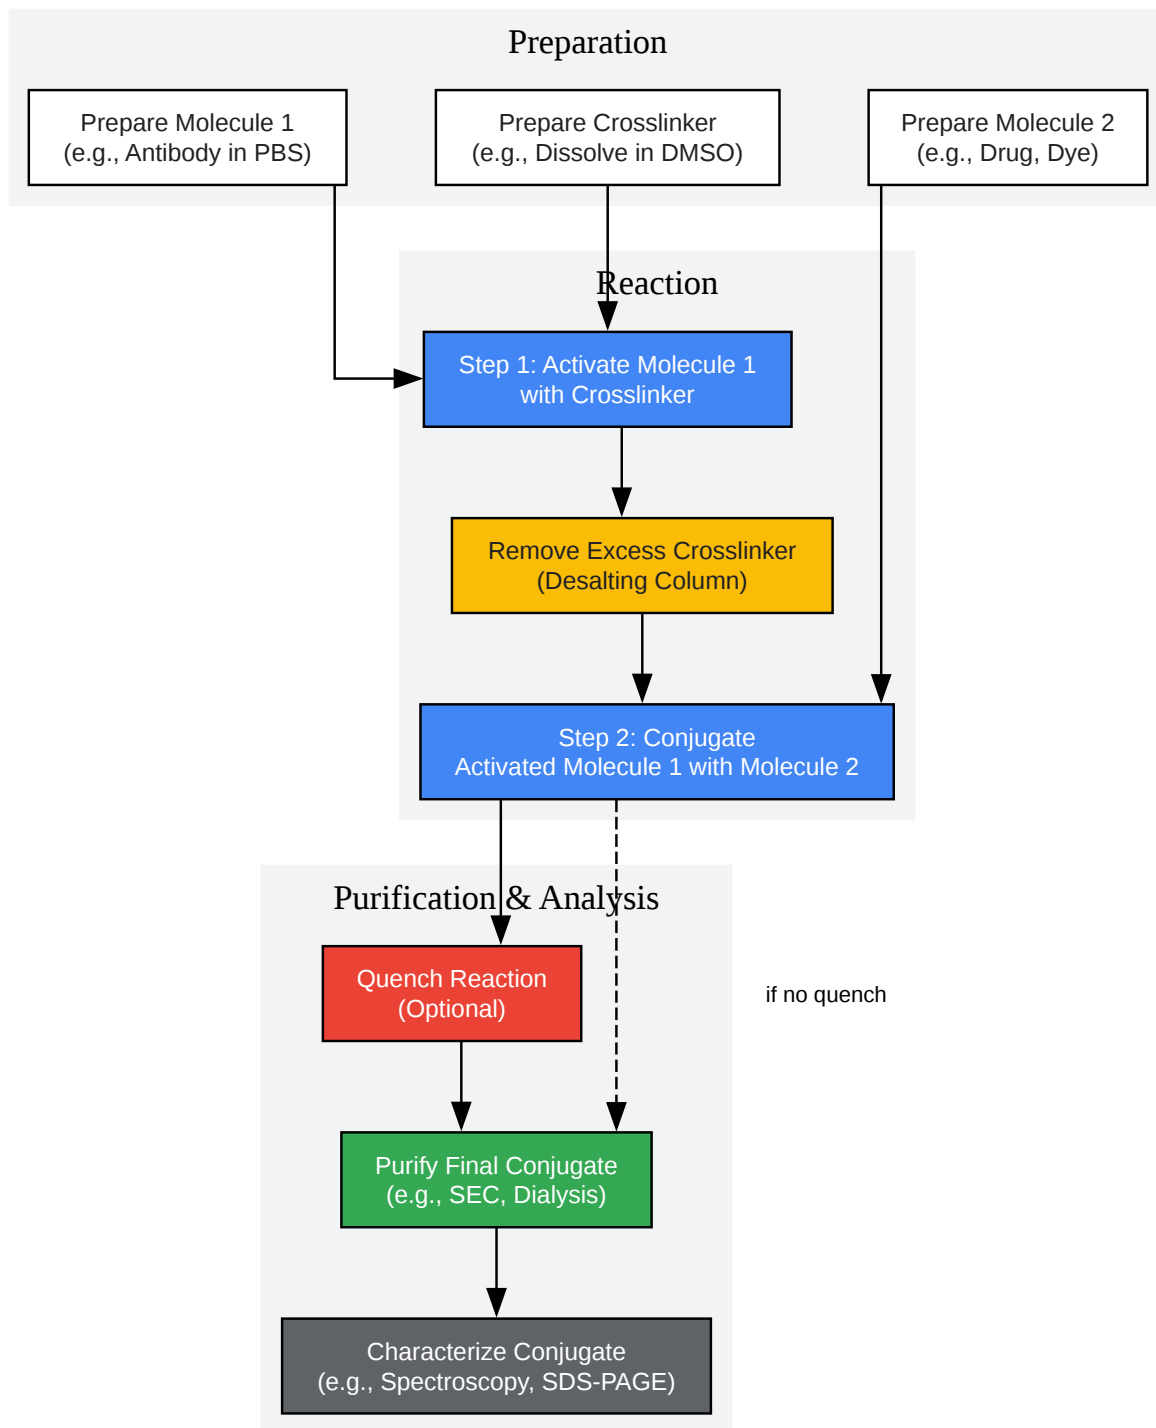 Preparation
Prepare Molecule 1
(e.g., Antibody in PBS)
Prepare Crosslinker
(e.g., Dissolve in DMSO)
Prepare Molecule 2
(e.g., Drug, Dye)
Reaction
Step 1: Activate Molecule 1
with Crosslinker
Remove Excess Crosslinker
(Desalting Column)
Step 2: Conjugate
Activated Molecule 1 with Molecule 2
Purification & Analysis
Quench Reaction
(Optional)
if no quench
Purify Final Conjugate
(e.g., SEC, Dialysis)
Characterize Conjugate
(e.g., Spectroscopy, SDS-PAGE)